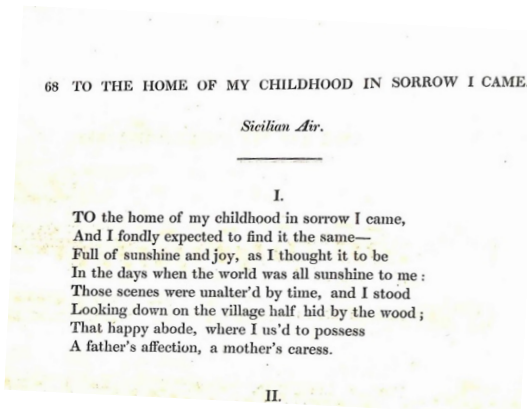 68 TO THE HOME OF MY CHILDHOOD IN SORROW I CAME.
Sicilian Air.
I.
TO the home of my childhood in sorrow I came,
And I fondly expected to find it the same—
Full of sunshine and joy, as I thought it to be
In the days when the world was all sunshine to me :
Those scenes were unalter'd by time, and I stood
Looking down on the village half hid by the wood ;
That happy abode, where I us'd to possess
A father's affection, a mother's caress.
II.